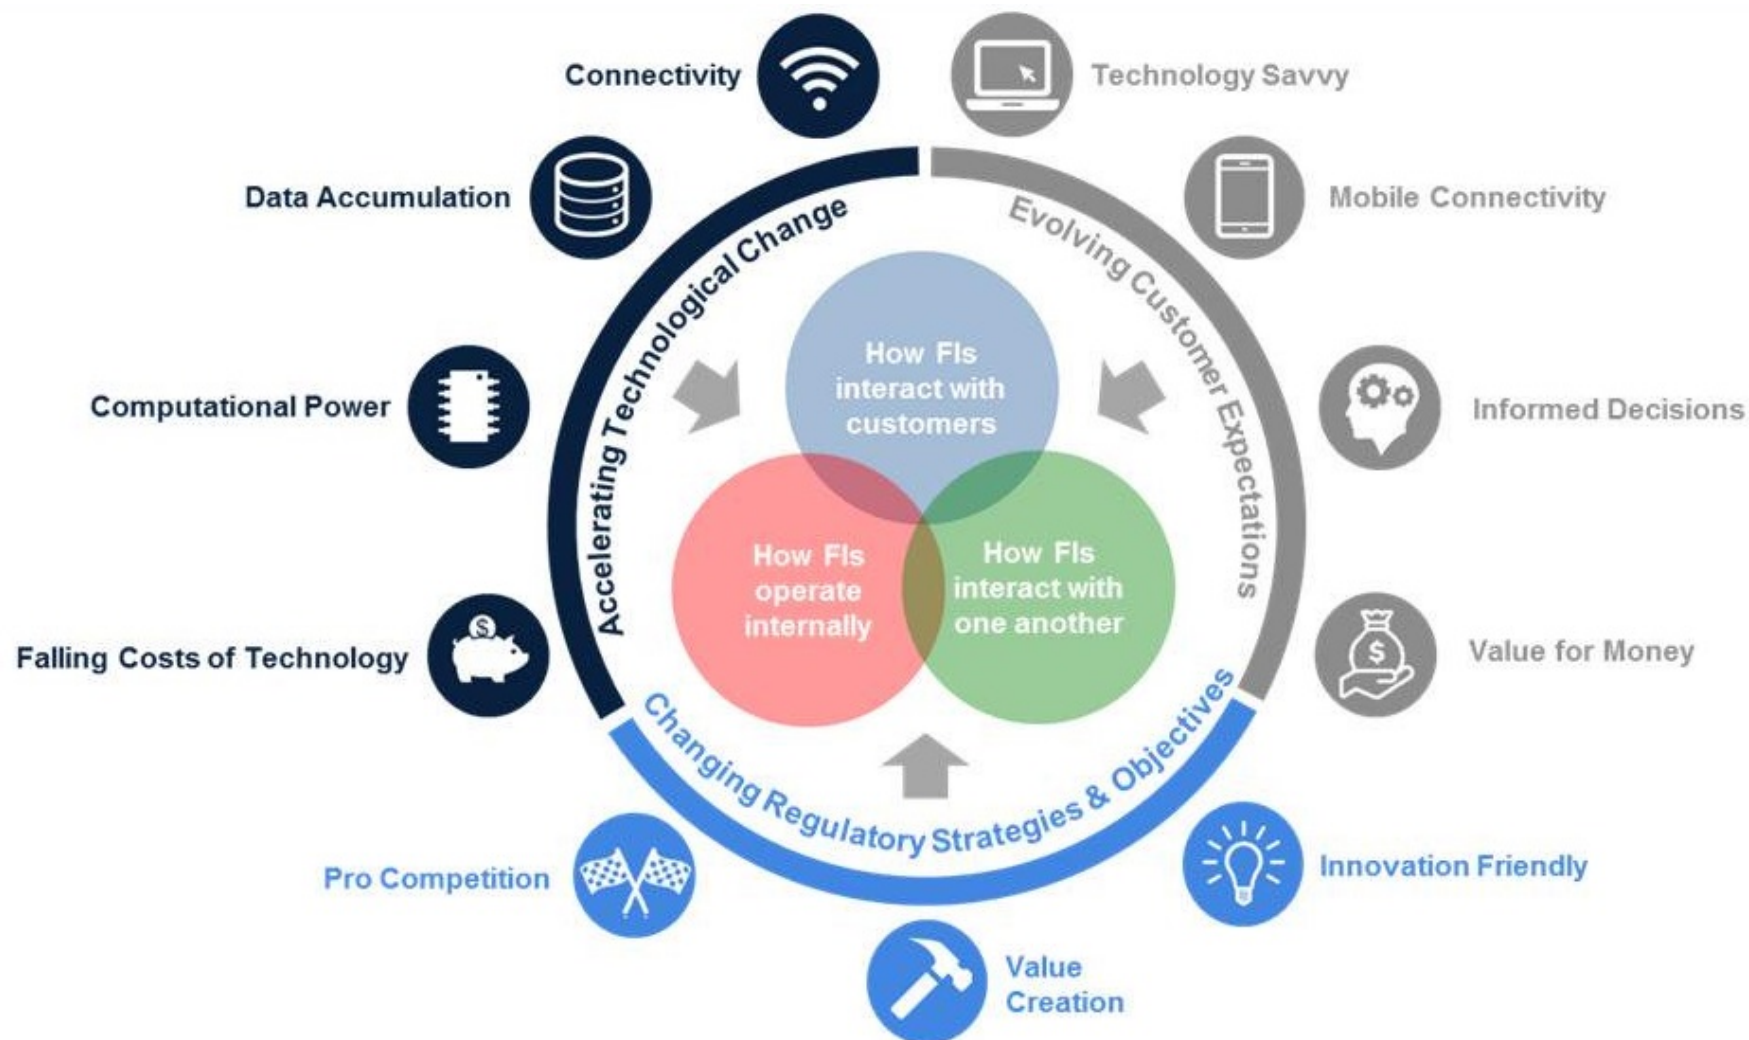 Connectivity
Technology Savvy
Data Accumulation
Mobile Connectivity
Accelerating Technological Change
Evolving Customer Expectations
How FIs
interact with
customers
Computational Power
Informed Decisions
How FIs
operate
internally
How FIs
interact with
one another
Falling Costs of Technology
$
$
Value for Money
Changing Regulatory Strategies & Objectives
Pro Competition
Innovation Friendly
Value
Creation